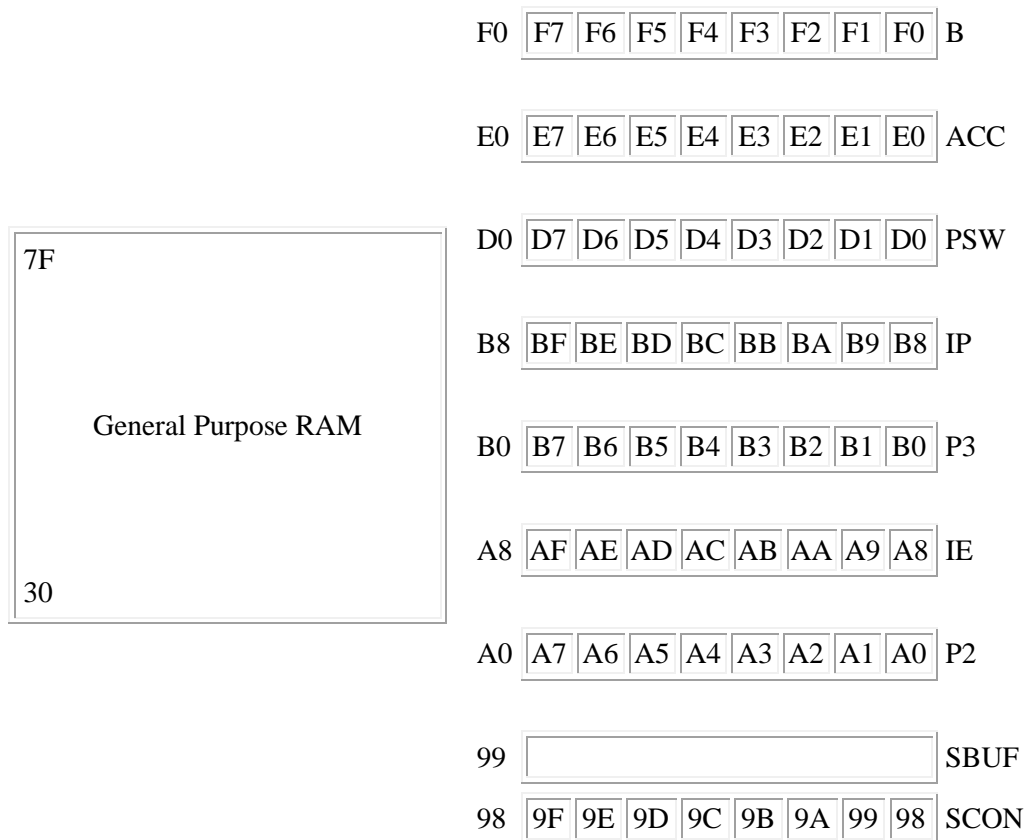 F0 F7 F6 F5 F4 F3 F2 F1 F0 B
E0 E7 E6 E5 E4 E3 E2 E1 E0 ACC
D0 D7 D6 D5 D4 D3 D2 D1 D0 PSW
7F
B8 BF BE BD BC BB BA B9 B8 IP
General Purpose RAM
B0 B7 B6 B5 B4 B3 B2 B1 B0 P3
A8 AF AE AD AC AB AA A9 A8 IE
30
A0 A7 A6 A5 A4 A3 A2 A1 A0 P2
99 SBUF
98 9F 9E 9D 9C 9B 9A 99 98 SCON